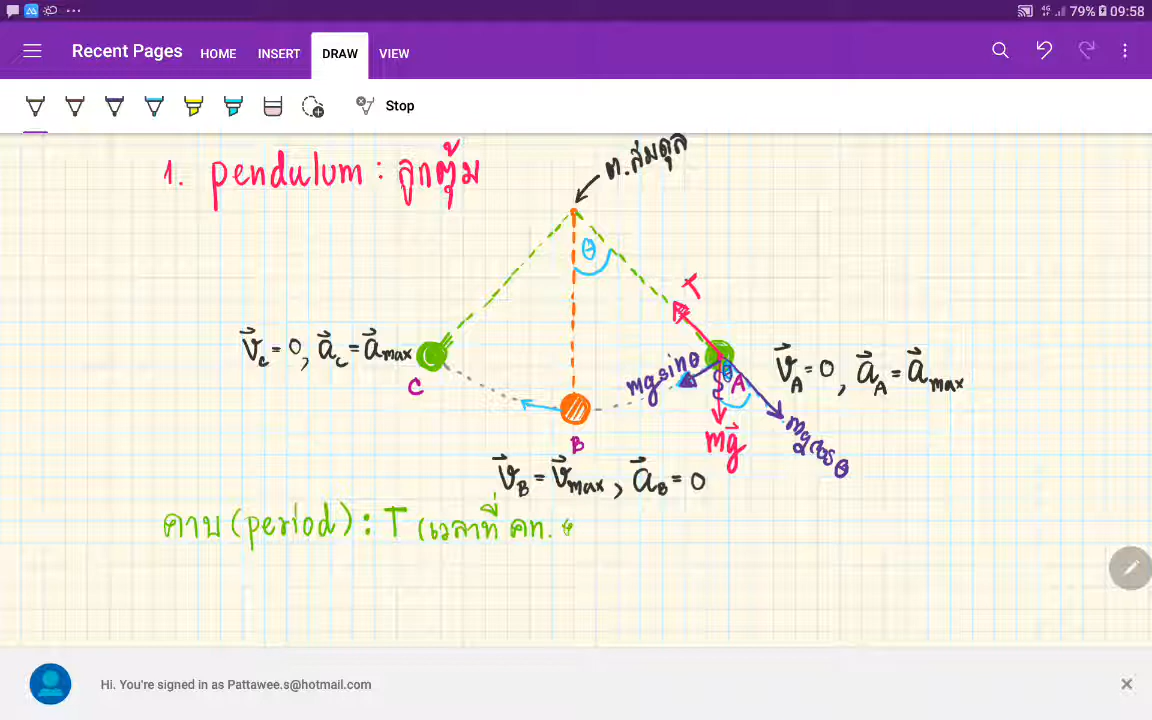 4G 79% 09:58
Recent Pages HOME INSERT DRAW VIEW
Stop
1. pendulum : ลูกตุ้ม
ต.สมดุล
θ
T
v⃗C = 0, a⃗C = a⃗max
C
mg sinθ
θ
A
v⃗A = 0, a⃗A = a⃗max
mg⃗
mg cosθ
B
v⃗B = v⃗max, a⃗B = 0
คาบ (period) : T (เวลาที่ คท.
Hi. You're signed in as Pattawee.s@hotmail.com